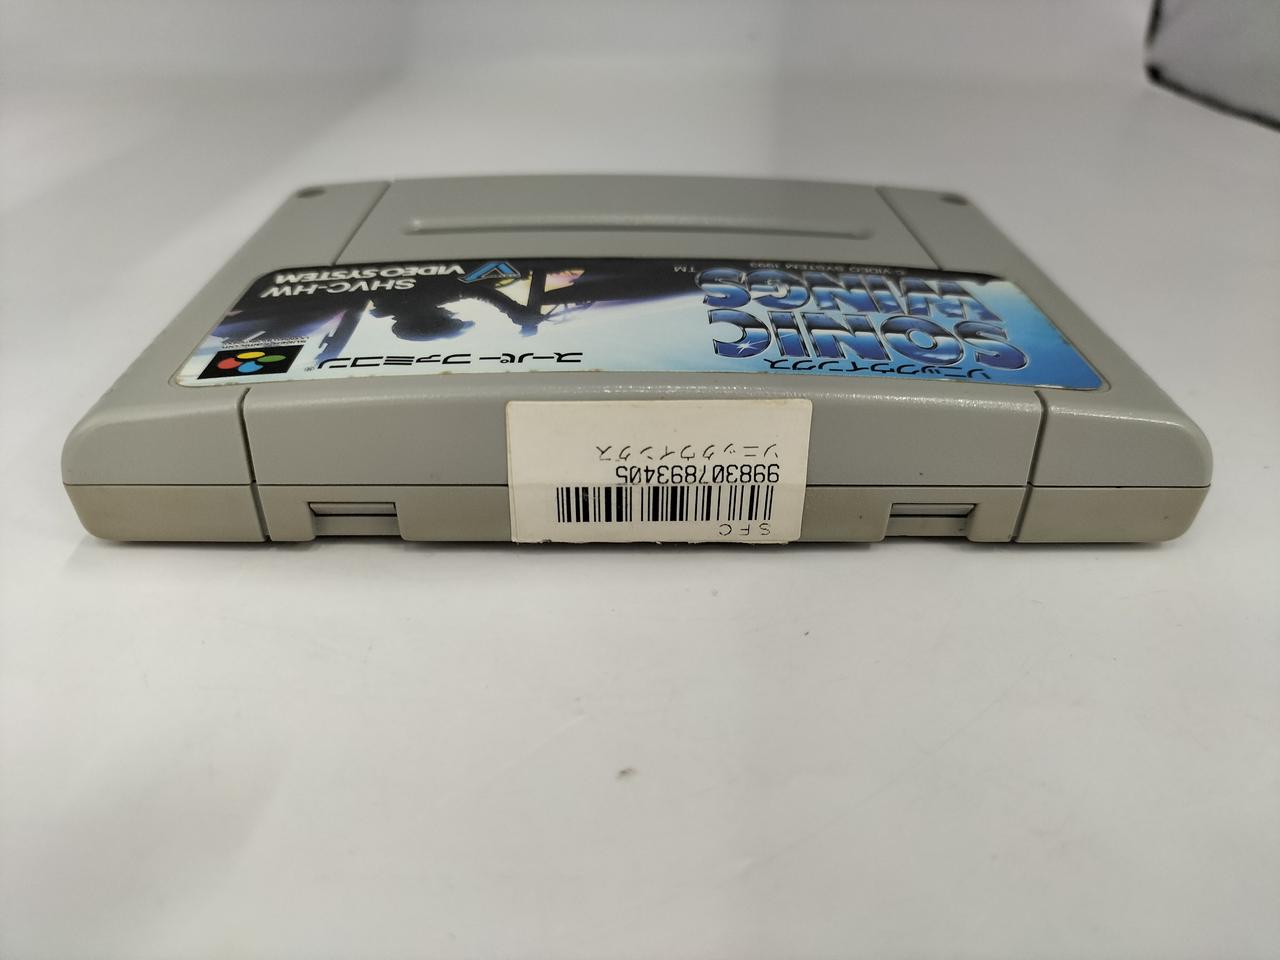 ソニックウイングス
SONIC
WINGS
TM
© VIDEO SYSTEM 1993
スーパーファミコン®
SHVC-HW
VIDEO SYSTEM
SFC
998307893405
ソニックウイングス